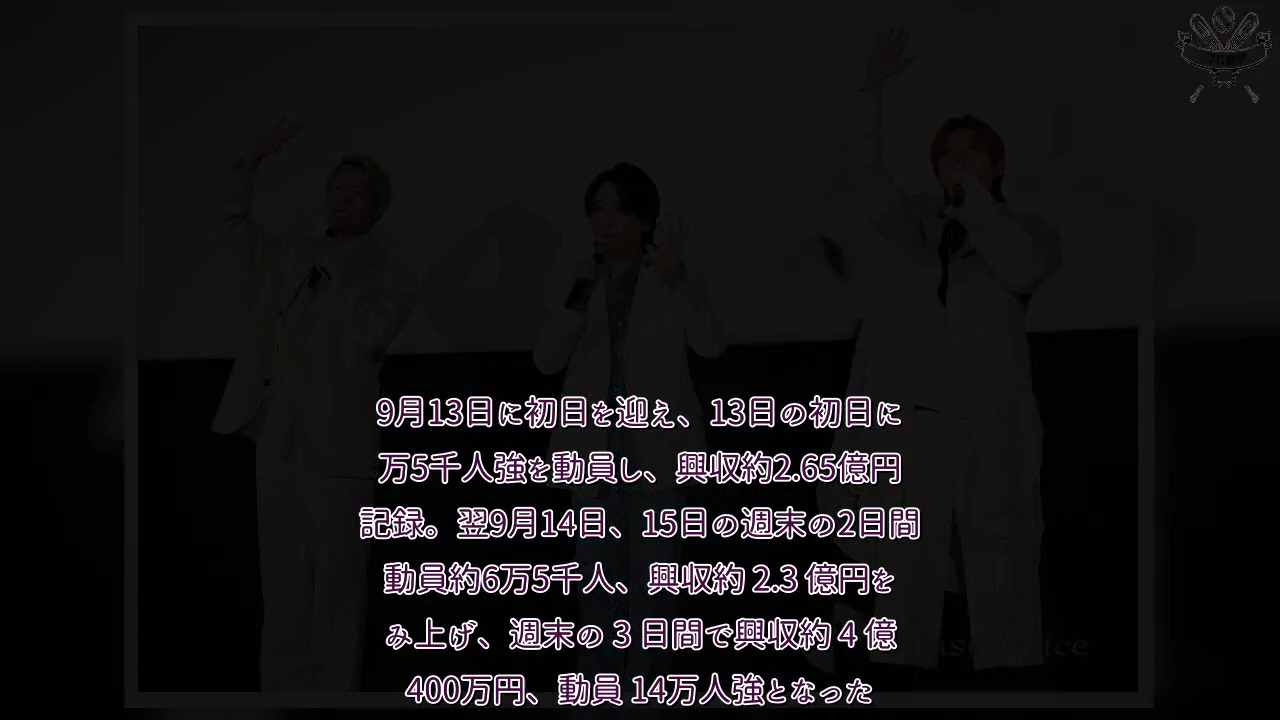 9月13日に初日を迎え、13日の初日に
万5千人強を動員し、興収約2.65億円
記録。翌9月14日、15日の週末の2日間
動員約6万5千人、興収約 2.3 億円を
み上げ、週末の 3 日間で興収約 4 億
400万円、動員 14万人強となった